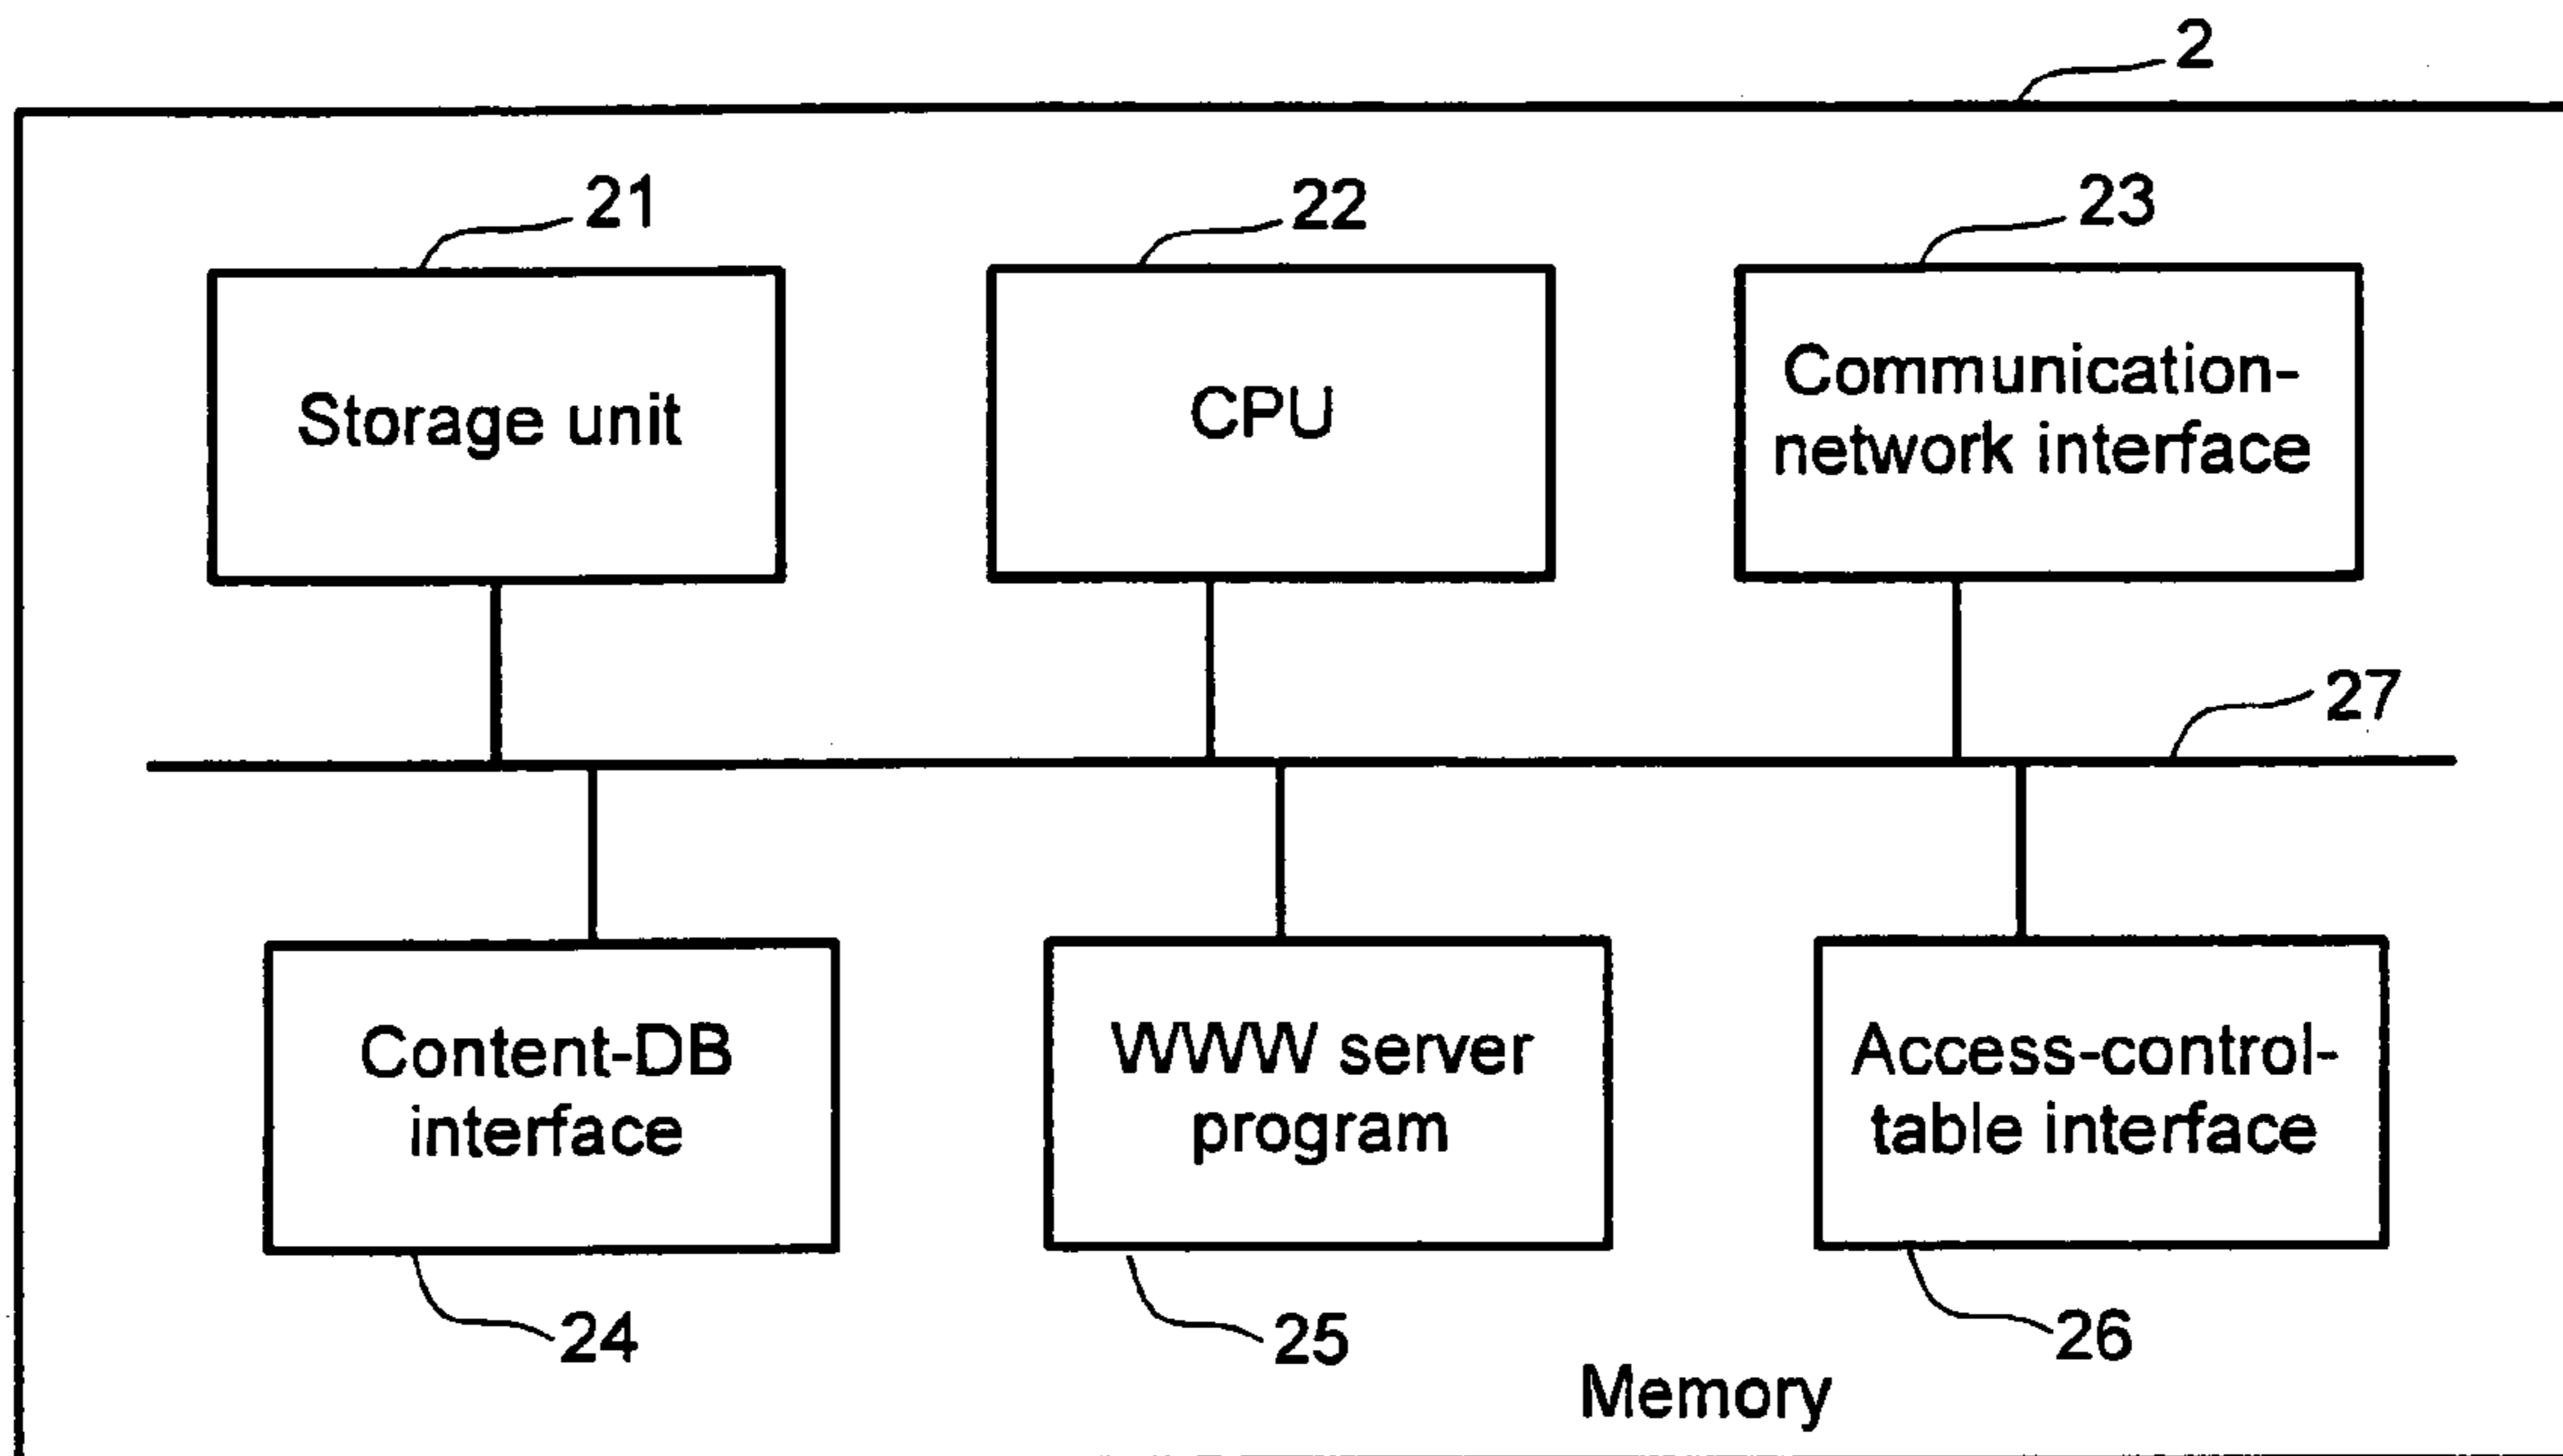 2
21
22
23
Storage unit
CPU
Communication-
network interface
27
Content-DB
interface
WWW server
program
Access-control-
table interface
24
25
26
Memory